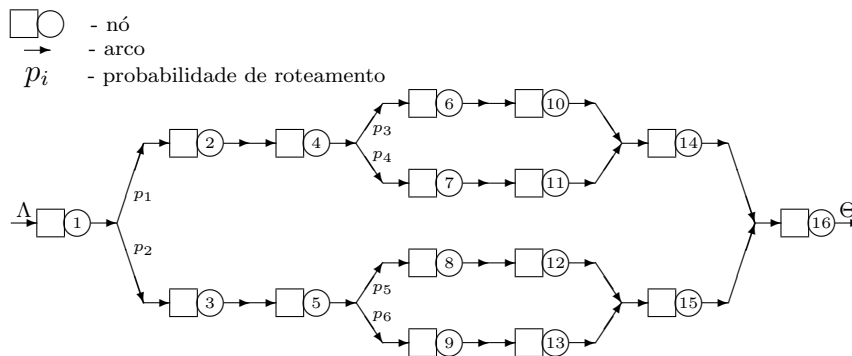 - nó
- arco
p_i - probabilidade de roteamento
6 10
p_3
2 4 14
p_4
7 11
p_1
Λ 1 16 Θ
p_2
8 12
p_5
3 5 15
p_6
9 13